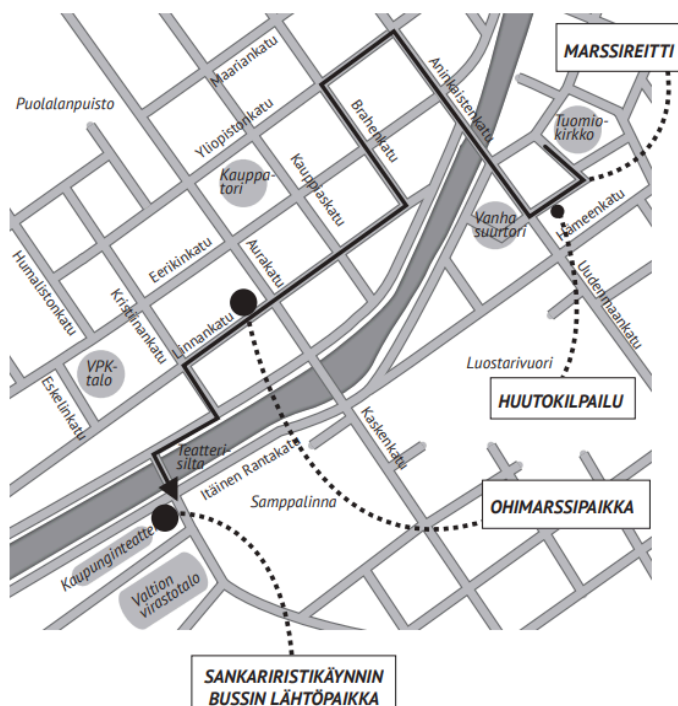 MARSSIREITTI
Maariankatu
Aninkaistenkatu
Puolalanpuisto
Brahenkatu
Tuomio-
kirkko
Yliopistonkatu
Kauppa-
tori
Kauppiaskatu
Vanha
suurtori
Hämeenkatu
Humalistonkatu
Eerikinkatu
Aurakatu
Kristiinankatu
Uudenmaankatu
Linnankatu
VPK-
talo
Eskelinkatu
Luostarivuori
HUUTOKILPAILU
Kaskenkatu
Teatteri-
silta
Itäinen Rantakatu
Samppalinna
OHIMARSSIPAIKKA
Kaupunginteatte
Valtion
virastotalo
SANKARIRISTIKÄYNNIN
BUSSIN LÄHTÖPAIKKA